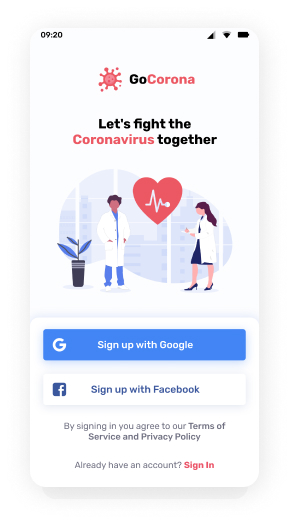 09:20
GoCorona
Let's fight the
Coronavirus together
Sign up with Google
Sign up with Facebook
By signing in you agree to our Terms of
Service and Privacy Policy
Already have an account? Sign In